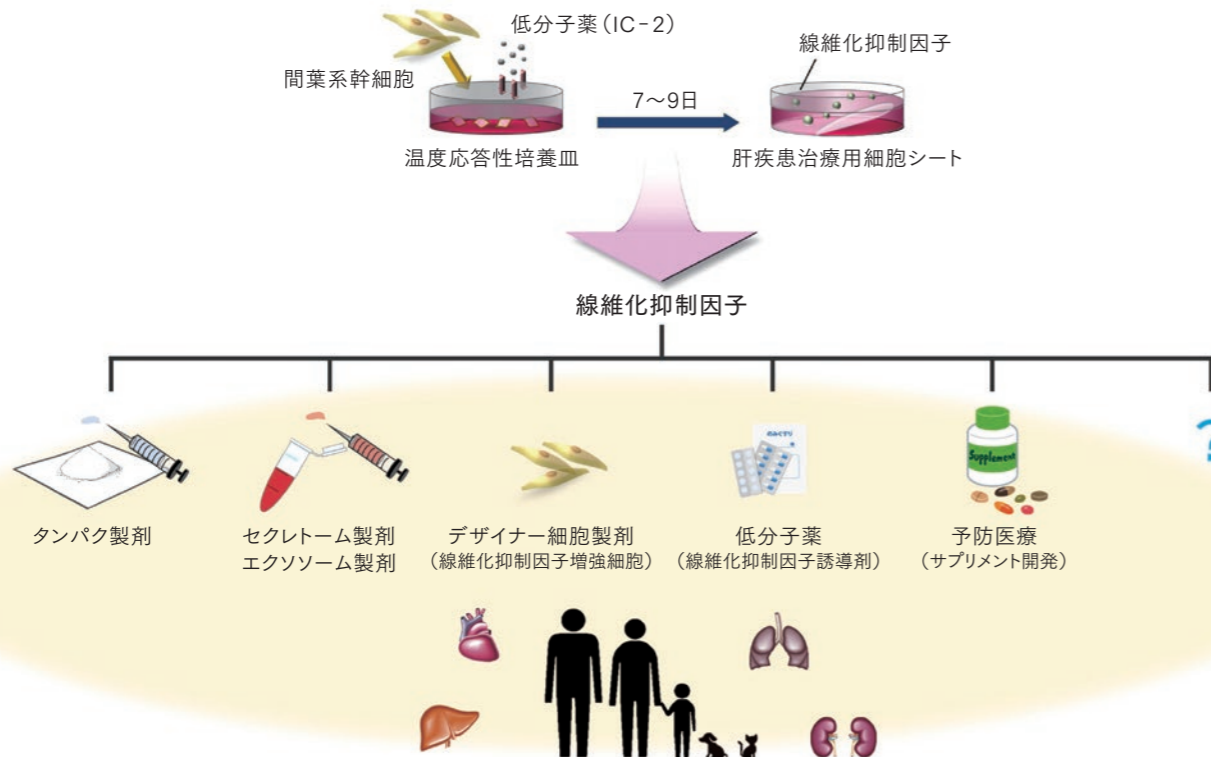 低分子薬(IC-2)
間葉系幹細胞
線維化抑制因子
7〜9日
温度応答性培養皿
肝疾患治療用細胞シート
線維化抑制因子
のみぐすり
Supplement
?
タンパク製剤
セクレトーム製剤
エクソソーム製剤
デザイナー細胞製剤
(線維化抑制因子増強細胞)
低分子薬
(線維化抑制因子誘導剤)
予防医療
(サプリメント開発)